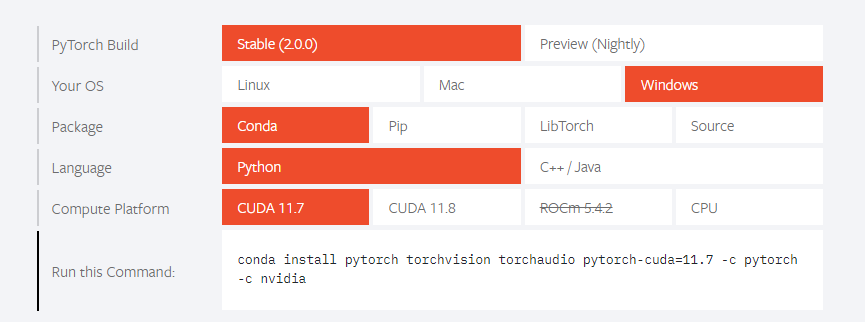 PyTorch Build Stable (2.0.0) Preview (Nightly)
Your OS Linux Mac Windows
Package Conda Pip LibTorch Source
Language Python C++ / Java
Compute Platform CUDA 11.7 CUDA 11.8 ROCm 5.4.2 CPU
Run this Command: conda install pytorch torchvision torchaudio pytorch-cuda=11.7 -c pytorch
-c nvidia